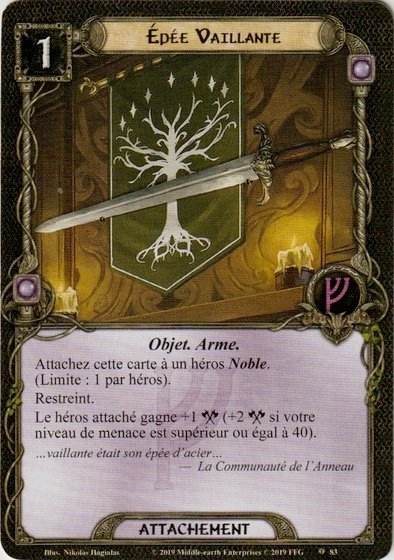 1
ÉPÉE VAILLANTE
Objet. Arme.
Attachez cette carte à un héros Noble.
(Limite : 1 par héros).
Restreint.
Le héros attaché gagne +1 (+2 si votre
niveau de menace est supérieur ou égal à 40).
…vaillante était son épée d'acier…
— La Communauté de l'Anneau
ATTACHEMENT
Illus. Nikolas Hagialas © 2019 Middle-earth Enterprises © 2019 FFG 83